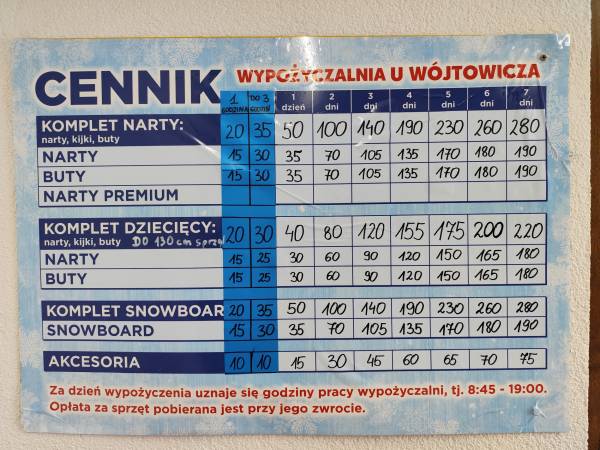 CENNIK WYPOŻYCZALNIA U WÓJTOWICZA
1 GODZINA DO 3 GODZIN 1 dzień 2 dni 3 dni 4 dni 5 dni 6 dni 7 dni
KOMPLET NARTY: 20 35 50 100 140 190 230 260 280
narty, kijki, buty
NARTY 15 30 35 70 105 135 170 180 190
BUTY 15 30 35 70 105 135 170 180 190
NARTY PREMIUM
KOMPLET DZIECIĘCY: 20 30 40 80 120 155 175 200 220
narty, kijki, buty DO 130 cm
NARTY 15 25 30 60 90 120 150 165 180
BUTY 15 25 30 60 90 120 150 165 180
KOMPLET SNOWBOAR 20 35 50 100 140 190 230 260 280
SNOWBOARD 15 30 35 70 105 135 170 180 190
AKCESORIA 10 10 15 30 45 60 65 70 75
Za dzień wypożyczenia uznaje się godziny pracy wypożyczalni, tj. 8:45 - 19:00.
Opłata za sprzęt pobierana jest przy jego zwrocie.